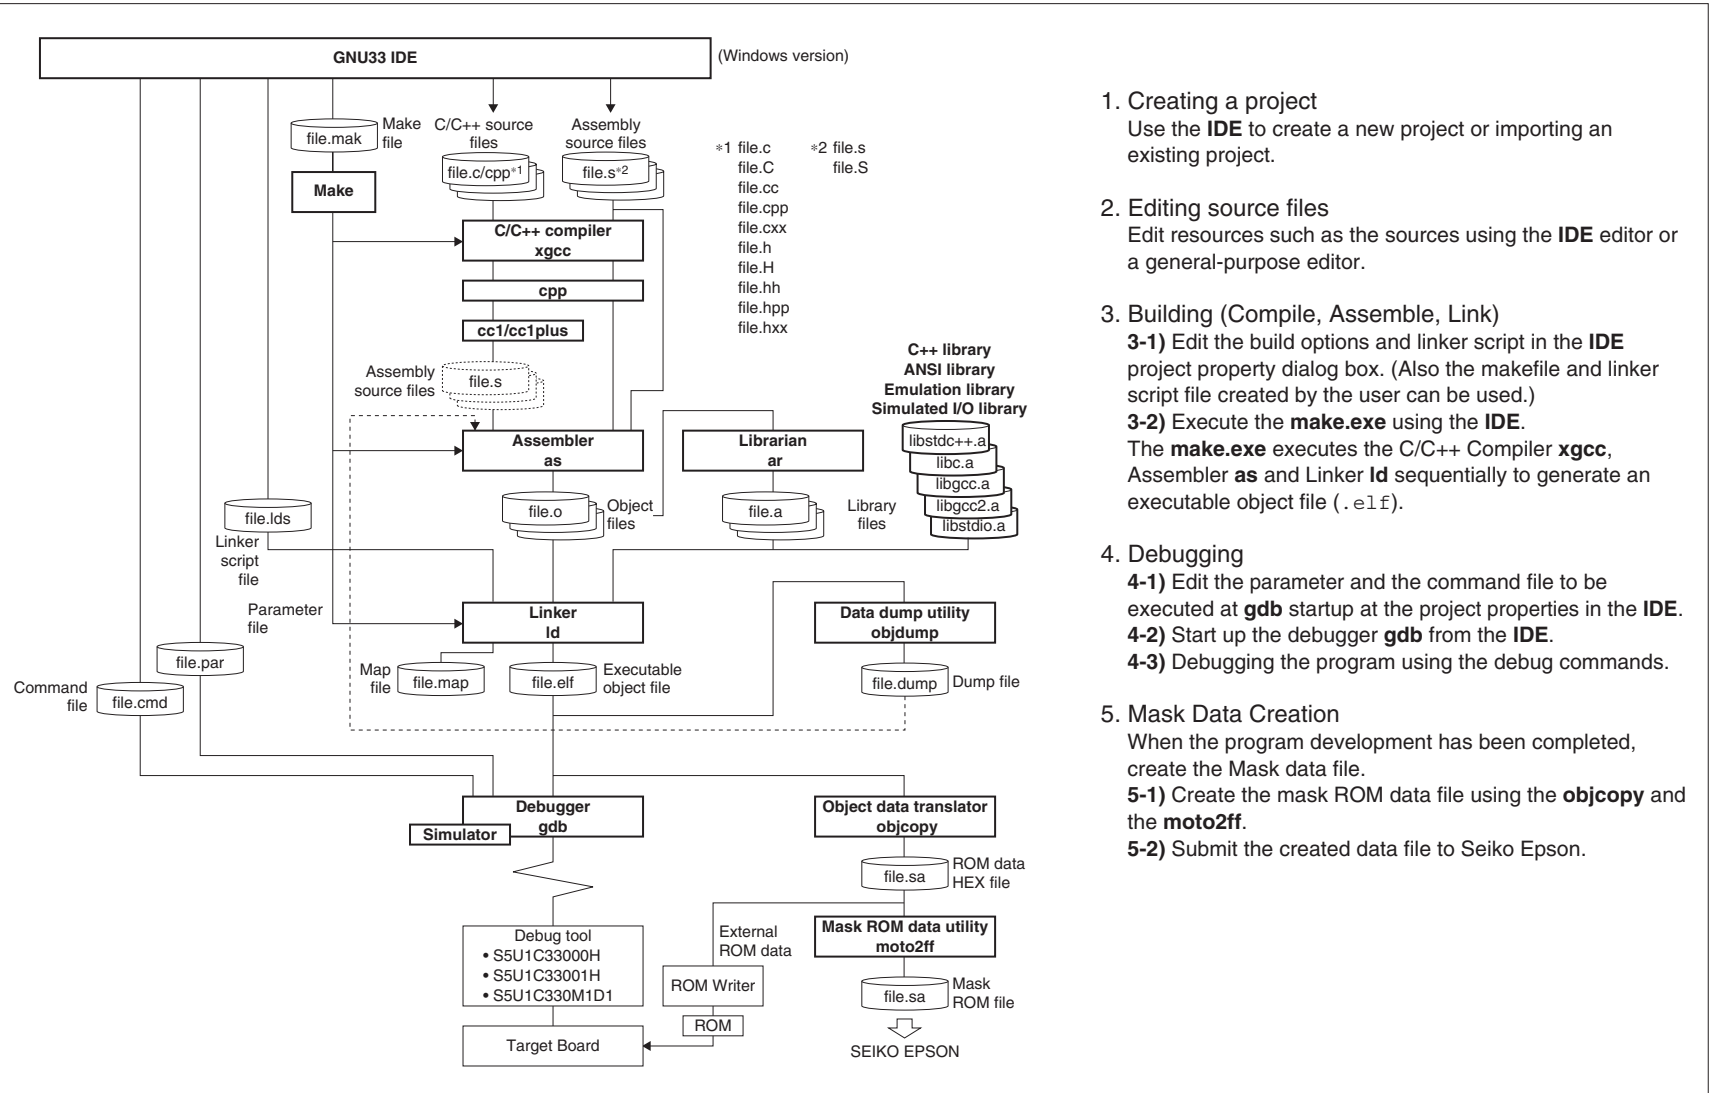 GNU33 IDE
(Windows version)
file.mak
Make
file
Make
C/C++ source
files
file.c/cpp*1
Assembly
source files
file.s*2
*1 file.c
file.C
file.cc
file.cpp
file.cxx
file.h
file.H
file.hh
file.hpp
file.hxx
*2 file.s
file.S
C/C++ compiler
xgcc
cpp
cc1/cc1plus
Assembly
source files
file.s
C++ library
ANSI library
Emulation library
Simulated I/O library
libstdc++.a
libc.a
libgcc.a
libgcc2.a
libstdio.a
Assembler
as
Librarian
ar
file.o
Object
files
file.a
Library
files
file.lds
Linker
script
file
Parameter
file
Linker
ld
Data dump utility
objdump
file.par
Map
file
file.map
file.elf
Executable
object file
file.dump
Dump file
Command
file
file.cmd
Debugger
gdb
Simulator
Object data translator
objcopy
file.sa
ROM data
HEX file
External
ROM data
Mask ROM data utility
moto2ff
Debug tool
• S5U1C33000H
• S5U1C33001H
• S5U1C330M1D1
ROM Writer
ROM
file.sa
Mask
ROM file
Target Board
SEIKO EPSON
1. Creating a project
Use the IDE to create a new project or importing an
existing project.
2. Editing source files
Edit resources such as the sources using the IDE editor or
a general-purpose editor.
3. Building (Compile, Assemble, Link)
3-1) Edit the build options and linker script in the IDE
project property dialog box. (Also the makefile and linker
script file created by the user can be used.)
3-2) Execute the make.exe using the IDE.
The make.exe executes the C/C++ Compiler xgcc,
Assembler as and Linker ld sequentially to generate an
executable object file (.elf).
4. Debugging
4-1) Edit the parameter and the command file to be
executed at gdb startup at the project properties in the IDE.
4-2) Start up the debugger gdb from the IDE.
4-3) Debugging the program using the debug commands.
5. Mask Data Creation
When the program development has been completed,
create the Mask data file.
5-1) Create the mask ROM data file using the objcopy and
the moto2ff.
5-2) Submit the created data file to Seiko Epson.